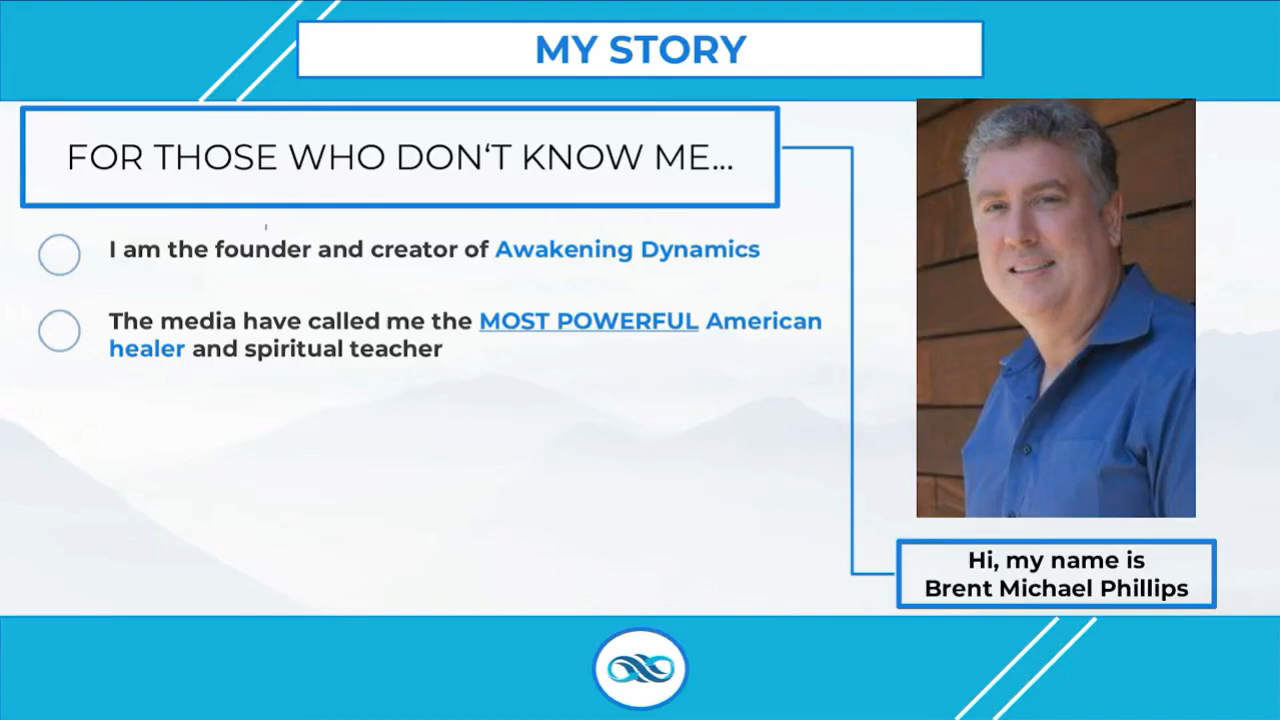 MY STORY
FOR THOSE WHO DON‘T KNOW ME...
I am the founder and creator of Awakening Dynamics
The media have called me the MOST POWERFUL American
healer and spiritual teacher
Hi, my name is
Brent Michael Phillips